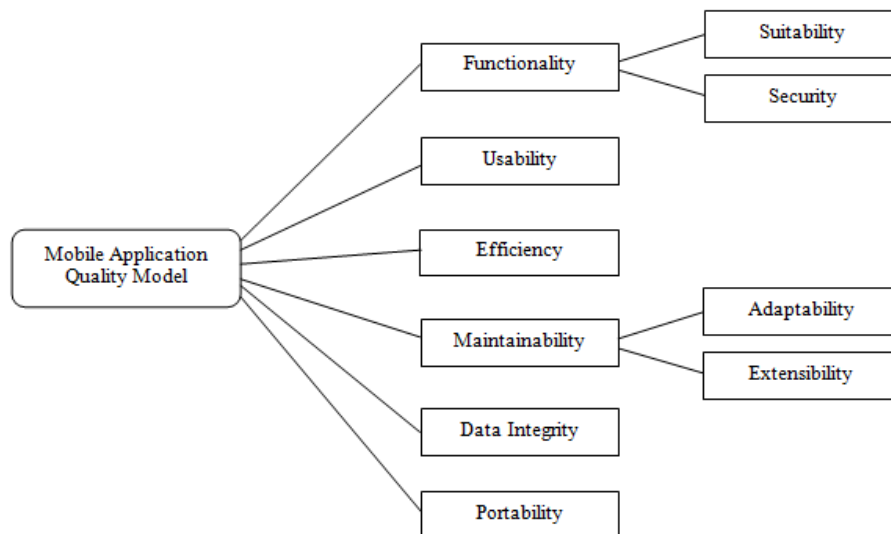 Mobile Application
Quality Model
Functionality
Suitability
Security
Usability
Efficiency
Maintainability
Adaptability
Extensibility
Data Integrity
Portability